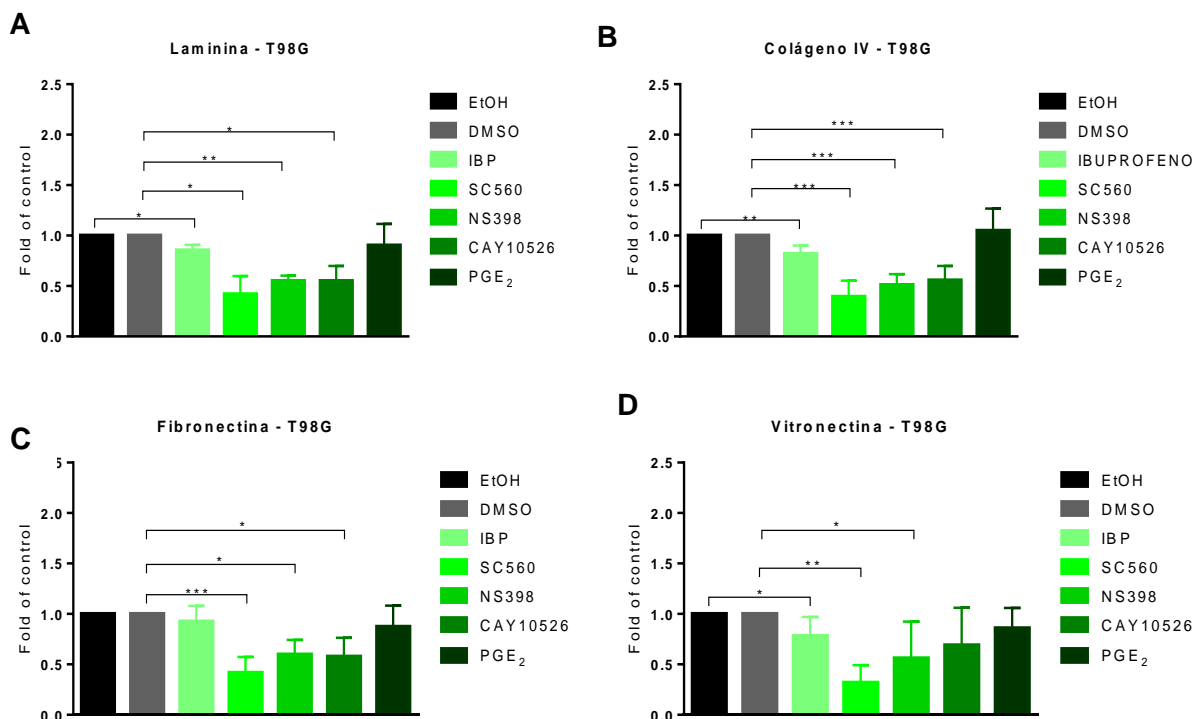 A
Laminina - T98G
Fold of control
2.5
2.0
1.5
1.0
0.5
0.0
*
**
*
*
EtOH
DMSO
IBP
SC560
NS398
CAY10526
PGE2
B
Colágeno IV - T98G
Fold of control
2.5
2.0
1.5
1.0
0.5
0.0
***
***
***
**
EtOH
DMSO
IBUPROFENO
SC560
NS398
CAY10526
PGE2
C
Fibronectina - T98G
Fold of control
5
2.0
1.5
1.0
0.5
0.0
*
*
***
EtOH
DMSO
IBP
SC560
NS398
CAY10526
PGE2
D
Vitronectina - T98G
Fold of control
2.5
2.0
1.5
1.0
0.5
0.0
*
**
*
EtOH
DMSO
IBP
SC560
NS398
CAY10526
PGE2